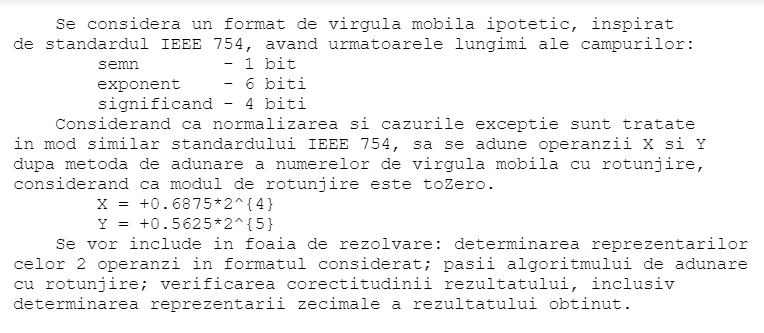 Se considera un format de virgula mobila ipotetic, inspirat
de standardul IEEE 754, avand urmatoarele lungimi ale campurilor:
semn - 1 bit
exponent - 6 biti
significand - 4 biti
Considerand ca normalizarea si cazurile exceptie sunt tratate
in mod similar standardului IEEE 754, sa se adune operanzii X si Y
dupa metoda de adunare a numerelor de virgula mobila cu rotunjire,
considerand ca modul de rotunjire este toZero.
X = +0.6875*2^{4}
Y = +0.5625*2^{5}
Se vor include in foaia de rezolvare: determinarea reprezentarilor
celor 2 operanzi in formatul considerat; pasii algoritmului de adunare
cu rotunjire; verificarea corectitudinii rezultatului, inclusiv
determinarea reprezentarii zecimale a rezultatului obtinut.